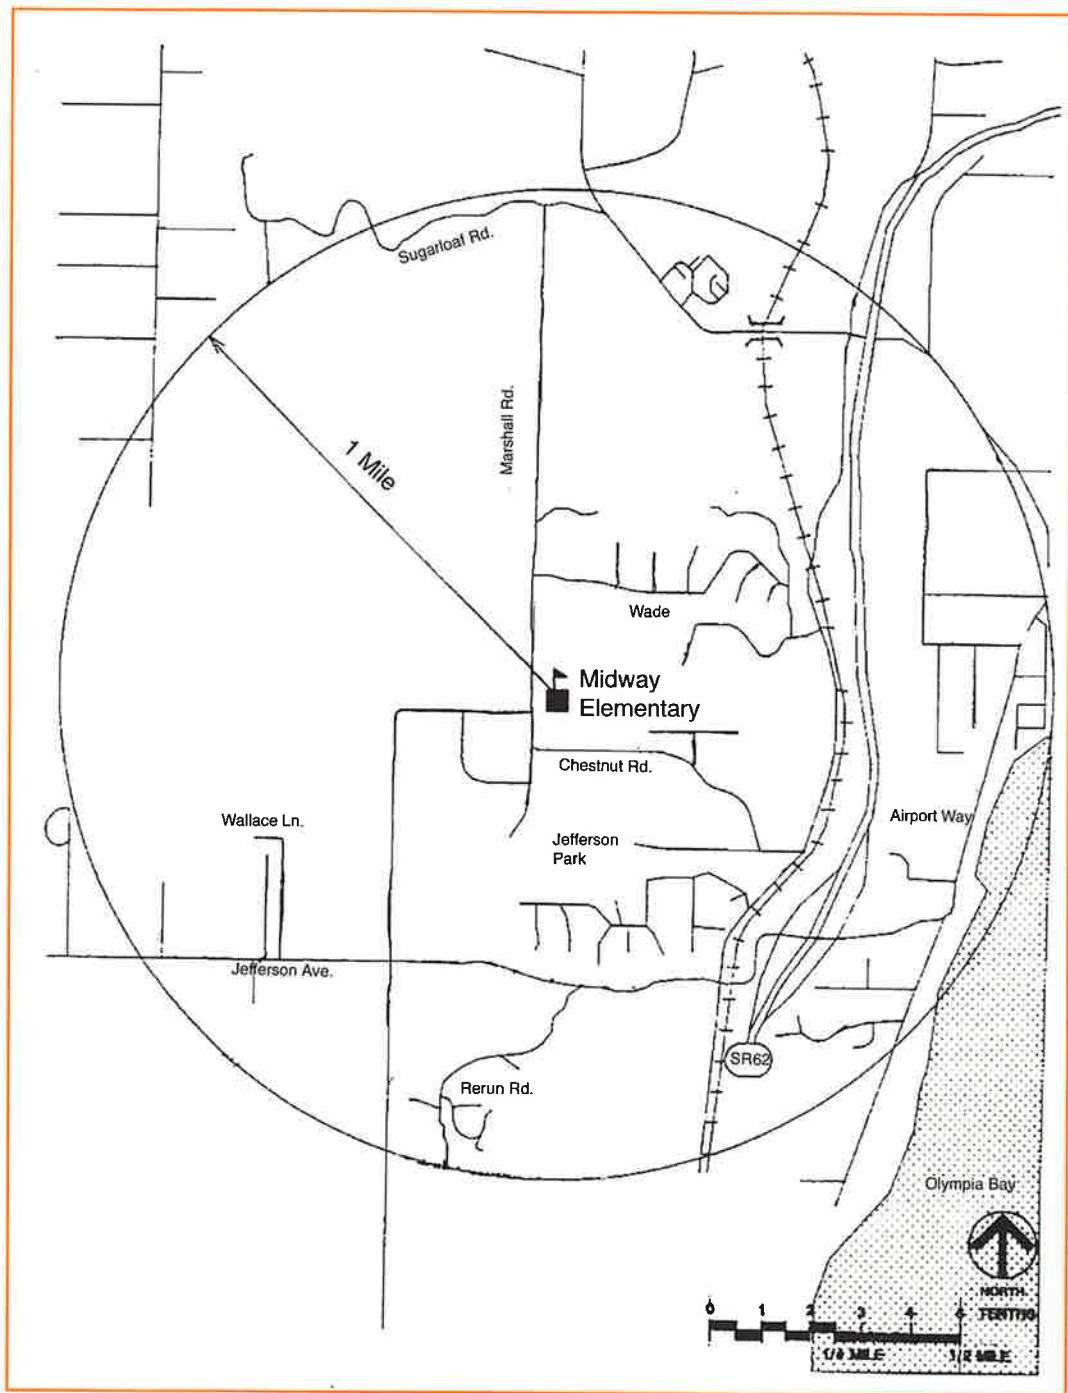 Sugarloaf Rd.
Marshall Rd.
1 Mile
Wade
Midway
Elementary
Chestnut Rd.
Wallace Ln.
Jefferson
Park
Airport Way
Jefferson Ave.
SR62
Rerun Rd.
Olympia Bay
NORTH
0 1 2 3 4
1/4 MILE 1/2 MILE